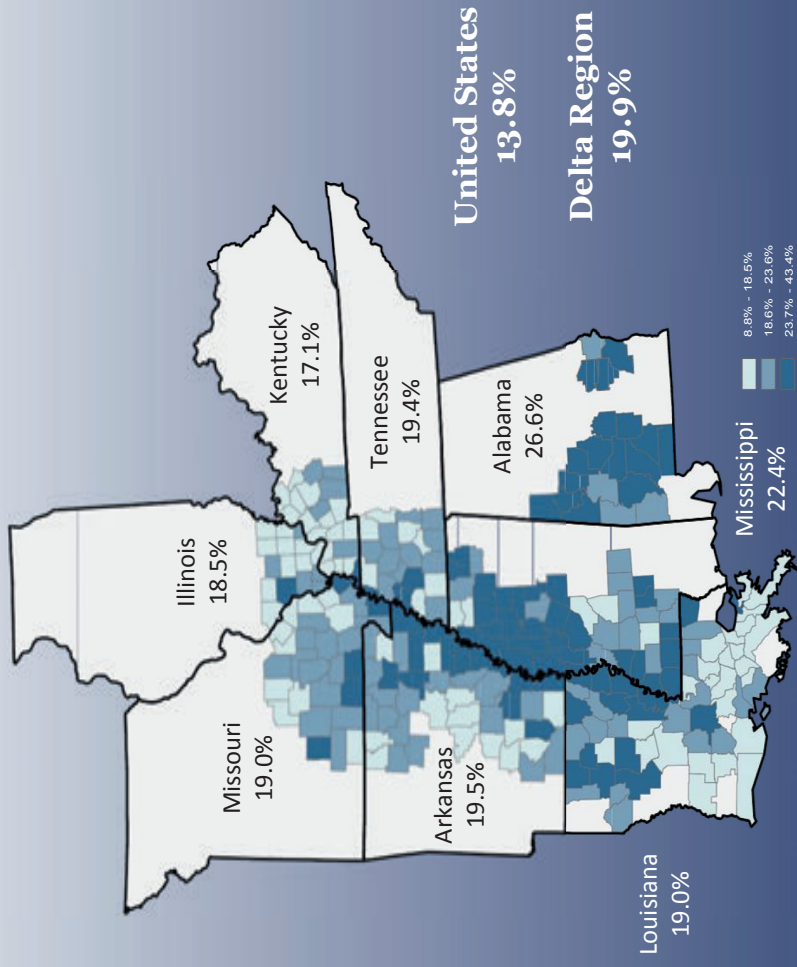 Illinois
18.5%
Missouri
19.0%
Kentucky
17.1%
Arkansas
19.5%
Tennessee
19.4%
Alabama
26.6%
Mississippi
22.4%
Louisiana
19.0%
United States
13.8%
Delta Region
19.9%
8.8% - 18.5%
18.6% - 23.6%
23.7% - 43.4%